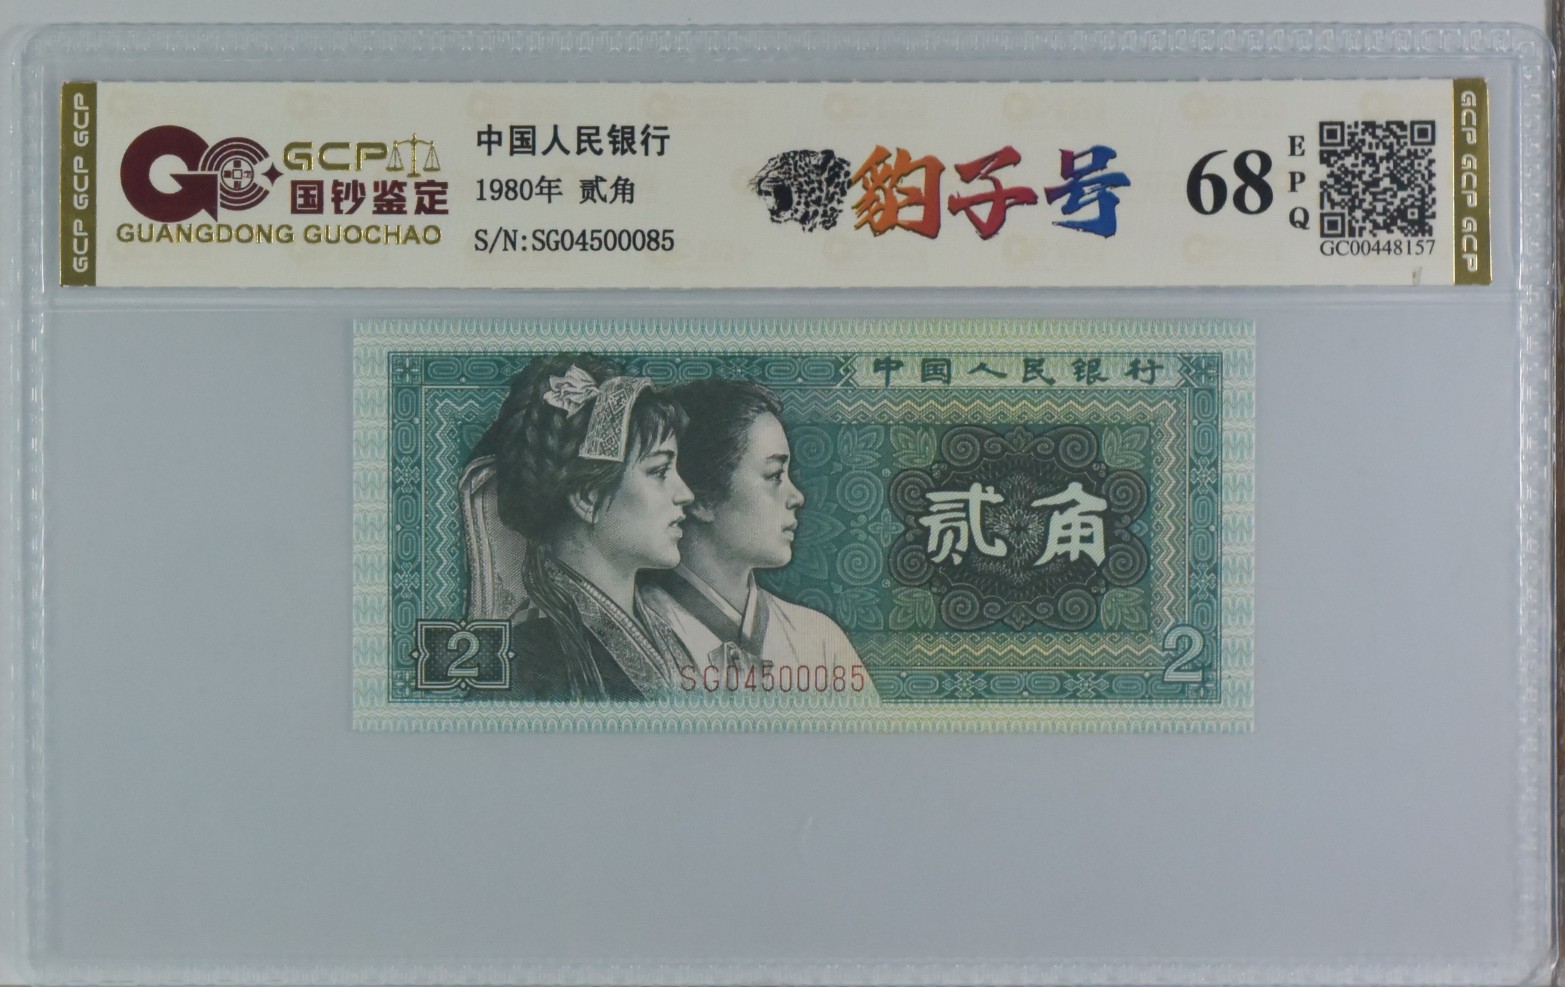 GCP GCP GCP
GCP
国钞鉴定
GUANGDONG GUOCHAO
中国人民银行
1980年 贰角
S/N:SG04500085
豹子号
68
EPQ
GC00448157
GCP GCP GCP
中国人民银行
贰角
2
SG04500085
2